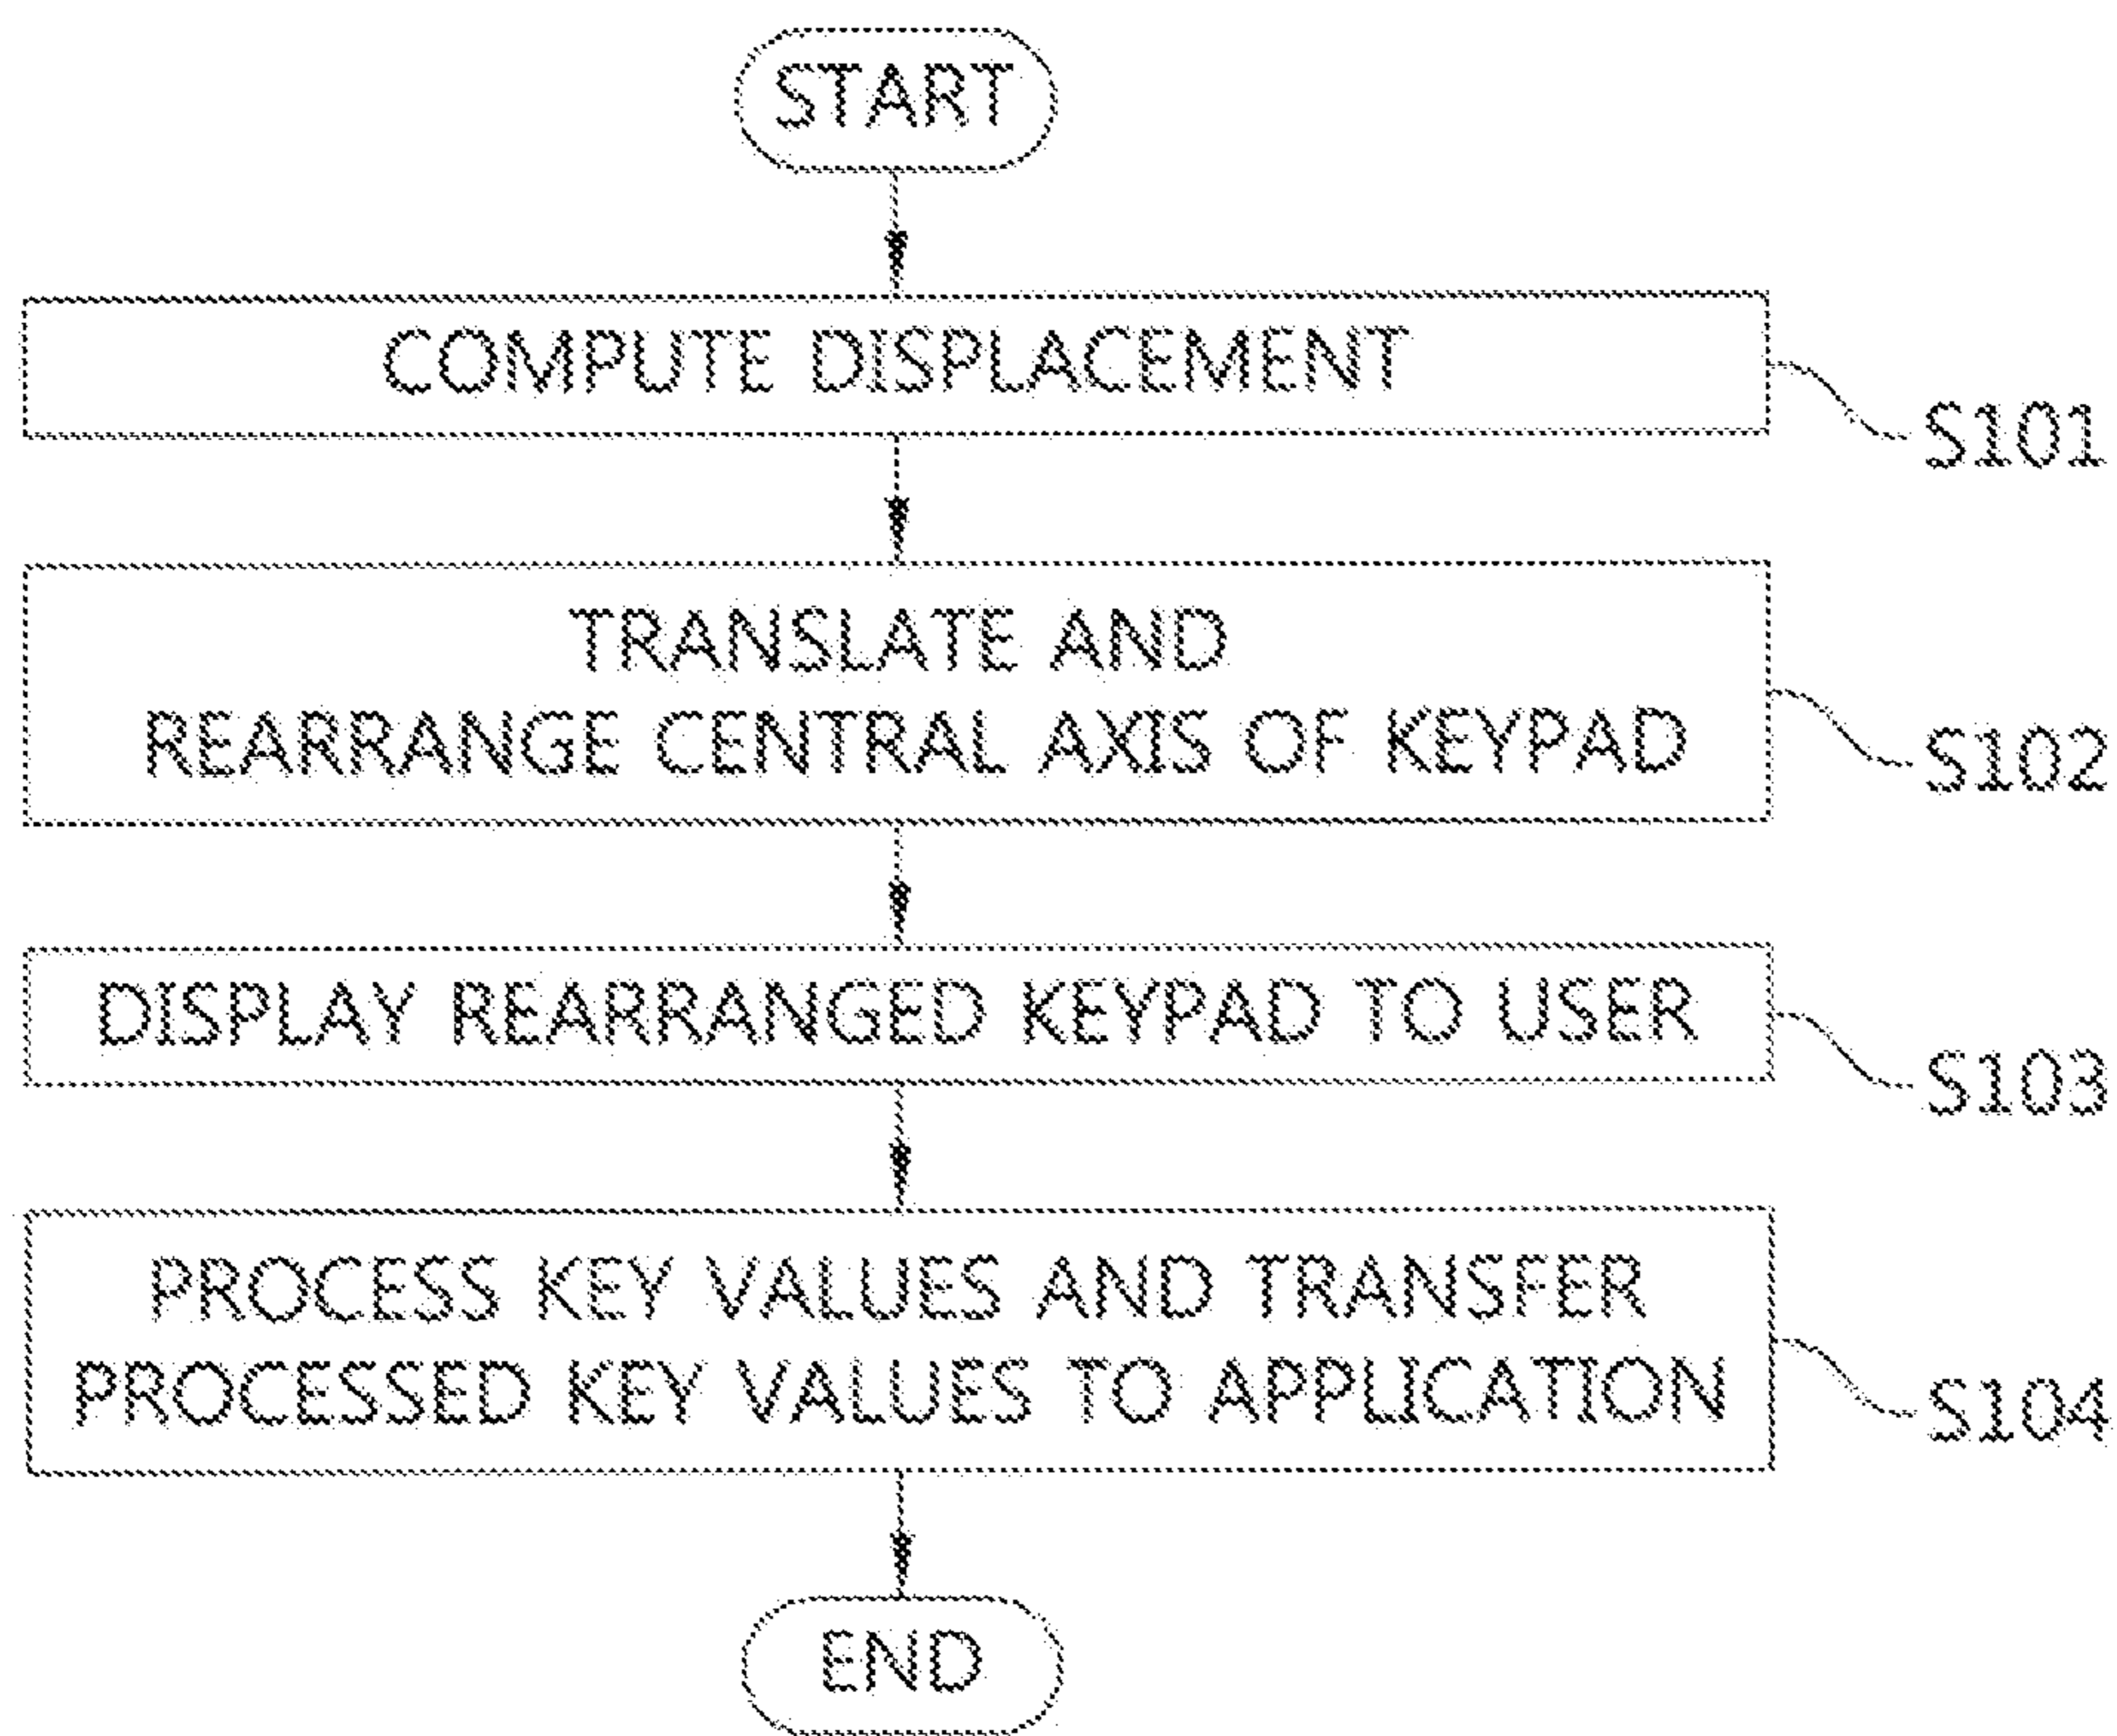 START
COMPUTE DISPLACEMENT
S101
TRANSLATE AND
REARRANGE CENTRAL AXIS OF KEYPAD
S102
DISPLAY REARRANGED KEYPAD TO USER
S103
PROCESS KEY VALUES AND TRANSFER
PROCESSED KEY VALUES TO APPLICATION
S104
END